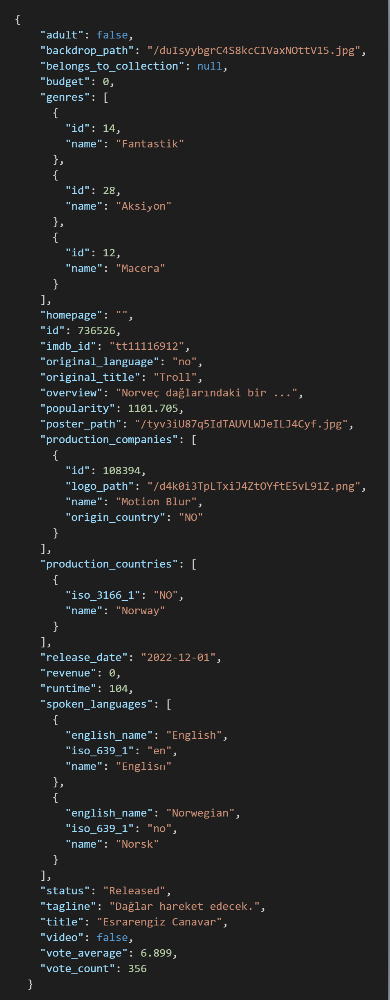 {
"adult": false,
"backdrop_path": "/duIsyybgrC4S8kcCIVaxNOttV15.jpg",
"belongs_to_collection": null,
"budget": 0,
"genres": [
{
"id": 14,
"name": "Fantastik"
},
{
"id": 28,
"name": "Aksiyon"
},
{
"id": 12,
"name": "Macera"
}
],
"homepage": "",
"id": 736526,
"imdb_id": "tt11116912",
"original_language": "no",
"original_title": "Troll",
"overview": "Norveç dağlarındaki bir ...",
"popularity": 1101.705,
"poster_path": "/tyv3iU87q5IdTAUVLWJeILJ4Cyf.jpg",
"production_companies": [
{
"id": 108394,
"logo_path": "/d4k0i3TpLTxiJ4ZtOYftE5vL91Z.png",
"name": "Motion Blur",
"origin_country": "NO"
}
],
"production_countries": [
{
"iso_3166_1": "NO",
"name": "Norway"
}
],
"release_date": "2022-12-01",
"revenue": 0,
"runtime": 104,
"spoken_languages": [
{
"english_name": "English",
"iso_639_1": "en",
"name": "English"
},
{
"english_name": "Norwegian",
"iso_639_1": "no",
"name": "Norsk"
}
],
"status": "Released",
"tagline": "Dağlar hareket edecek.",
"title": "Esrarengiz Canavar",
"video": false,
"vote_average": 6.899,
"vote_count": 356
}